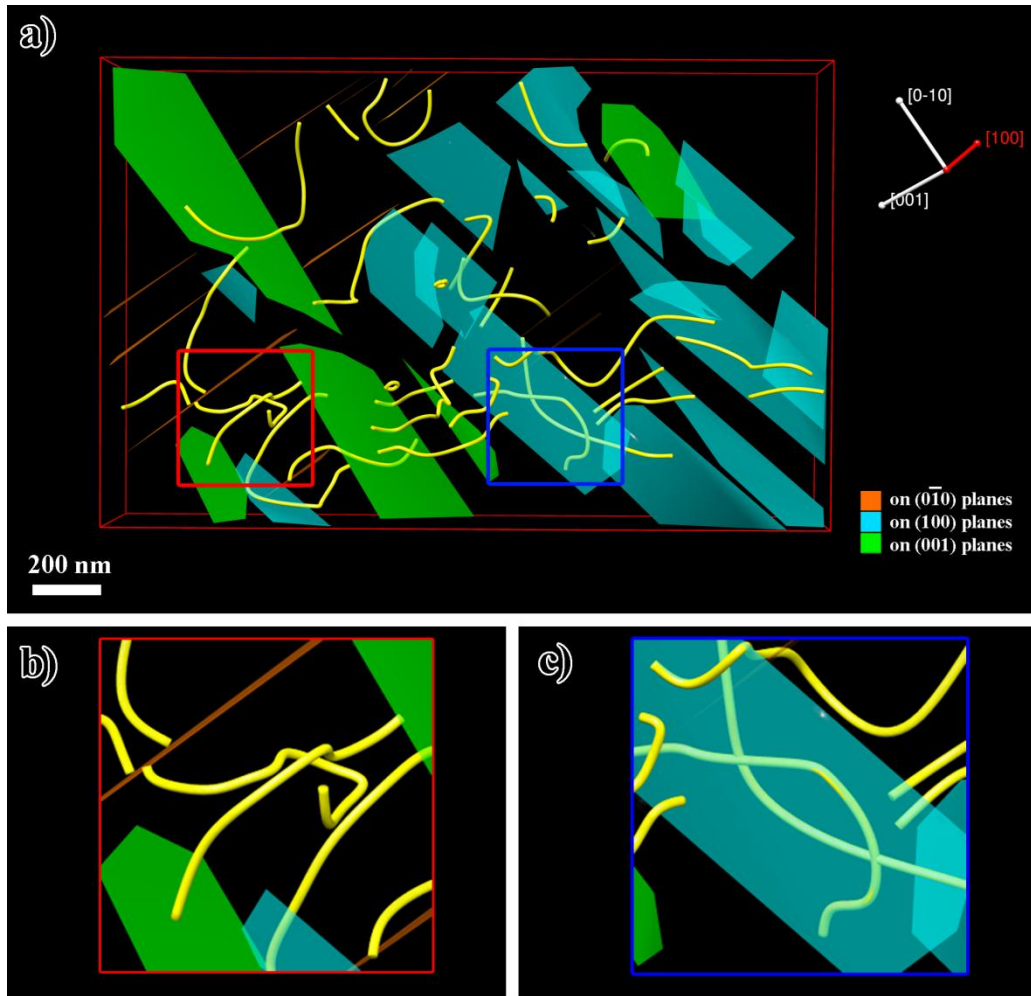 a)
[0-10]
[100]
[001]
on (01̅0) planes
on (100) planes
on (001) planes
200 nm
b)
c)